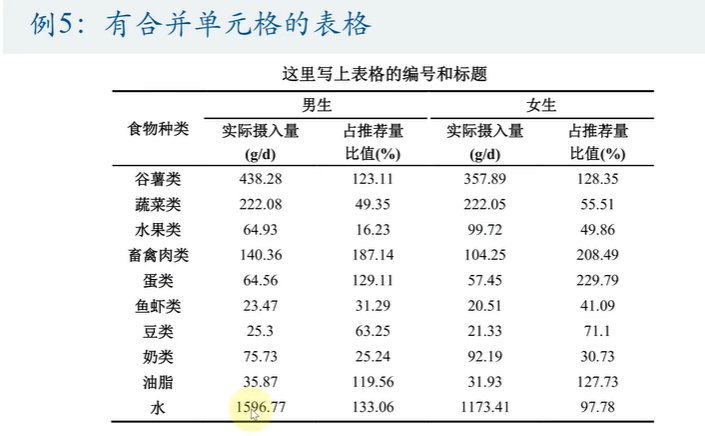 例5：有合并单元格的表格
这里写上表格的编号和标题
食物种类 男生 女生
实际摄入量 (g/d) 占推荐量比值(%) 实际摄入量 (g/d) 占推荐量比值(%)
谷薯类 438.28 123.11 357.89 128.35
蔬菜类 222.08 49.35 222.05 55.51
水果类 64.93 16.23 99.72 49.86
畜禽肉类 140.36 187.14 104.25 208.49
蛋类 64.56 129.11 57.45 229.79
鱼虾类 23.47 31.29 20.51 41.09
豆类 25.3 63.25 21.33 71.1
奶类 75.73 25.24 92.19 30.73
油脂 35.87 119.56 31.93 127.73
水 1596.77 133.06 1173.41 97.78